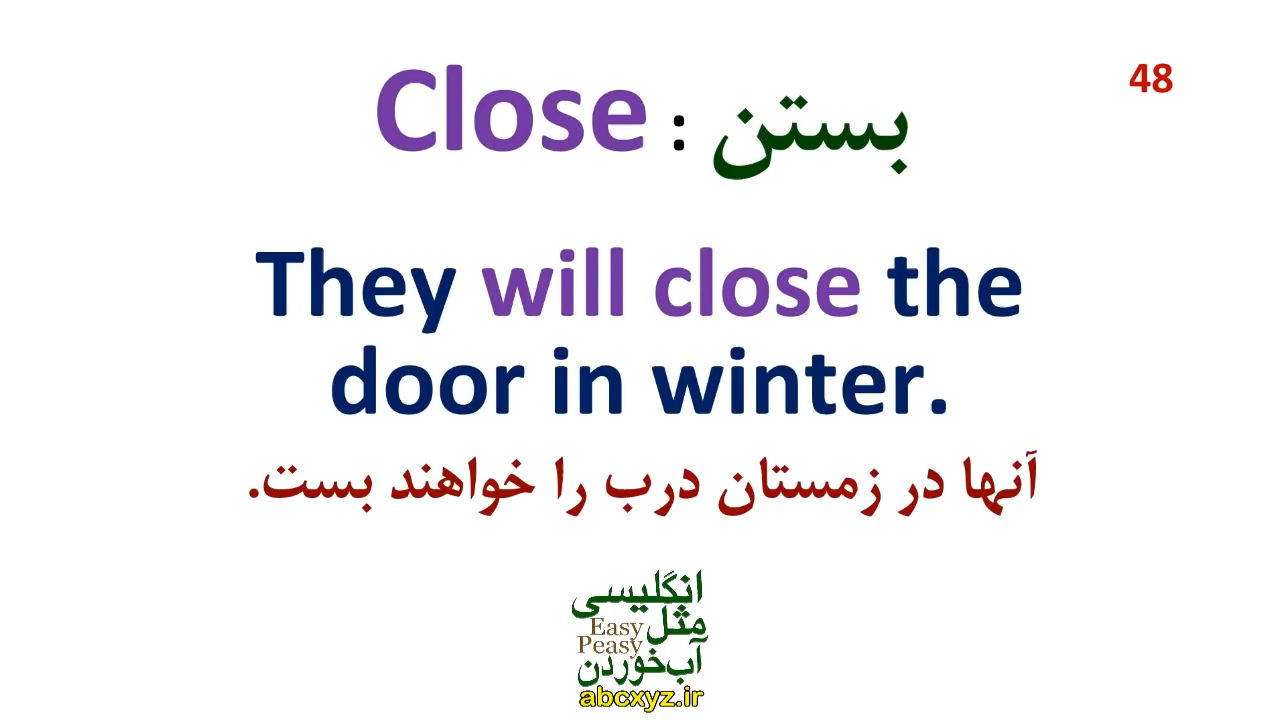 48
Close : بستن
They will close the
door in winter.
آنها در زمستان درب را خواهند بست.
انگلیسی
مثل
Easy
Peasy
آب‌خوردن
abcxyz.ir